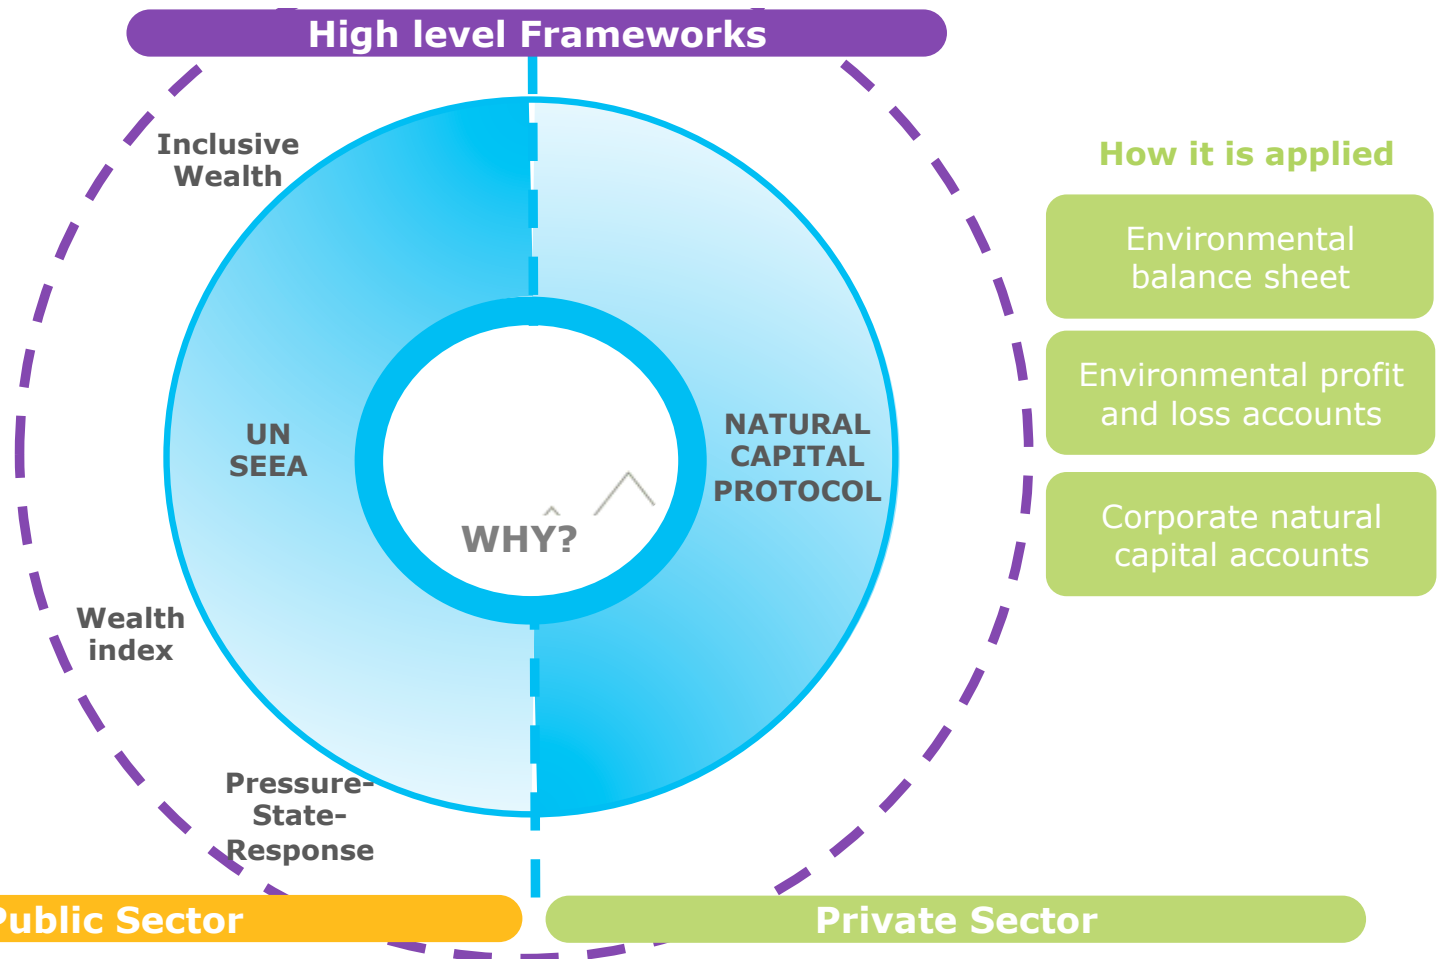 High level Frameworks
Inclusive
Wealth
How it is applied
Environmental
balance sheet
Environmental profit
and loss accounts
Corporate natural
capital accounts
UN
SEEA
NATURAL
CAPITAL
PROTOCOL
WHY?
Wealth
index
Pressure-
State-
Response
Public Sector
Private Sector